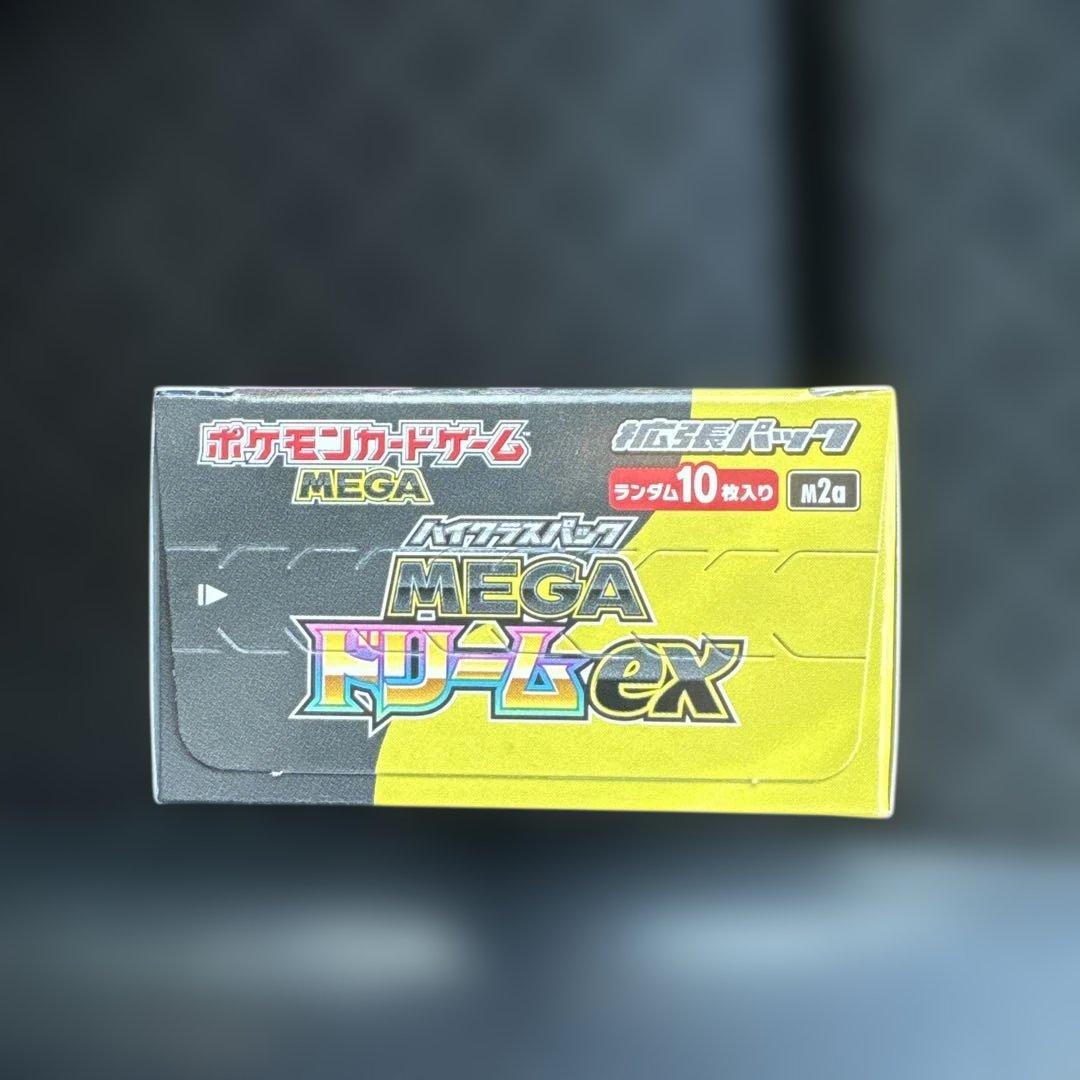 ポケモンカードゲーム™
MEGA
拡張パック
ランダム10枚入り
M2a
ハイクラスパック
MEGA
ドリームex